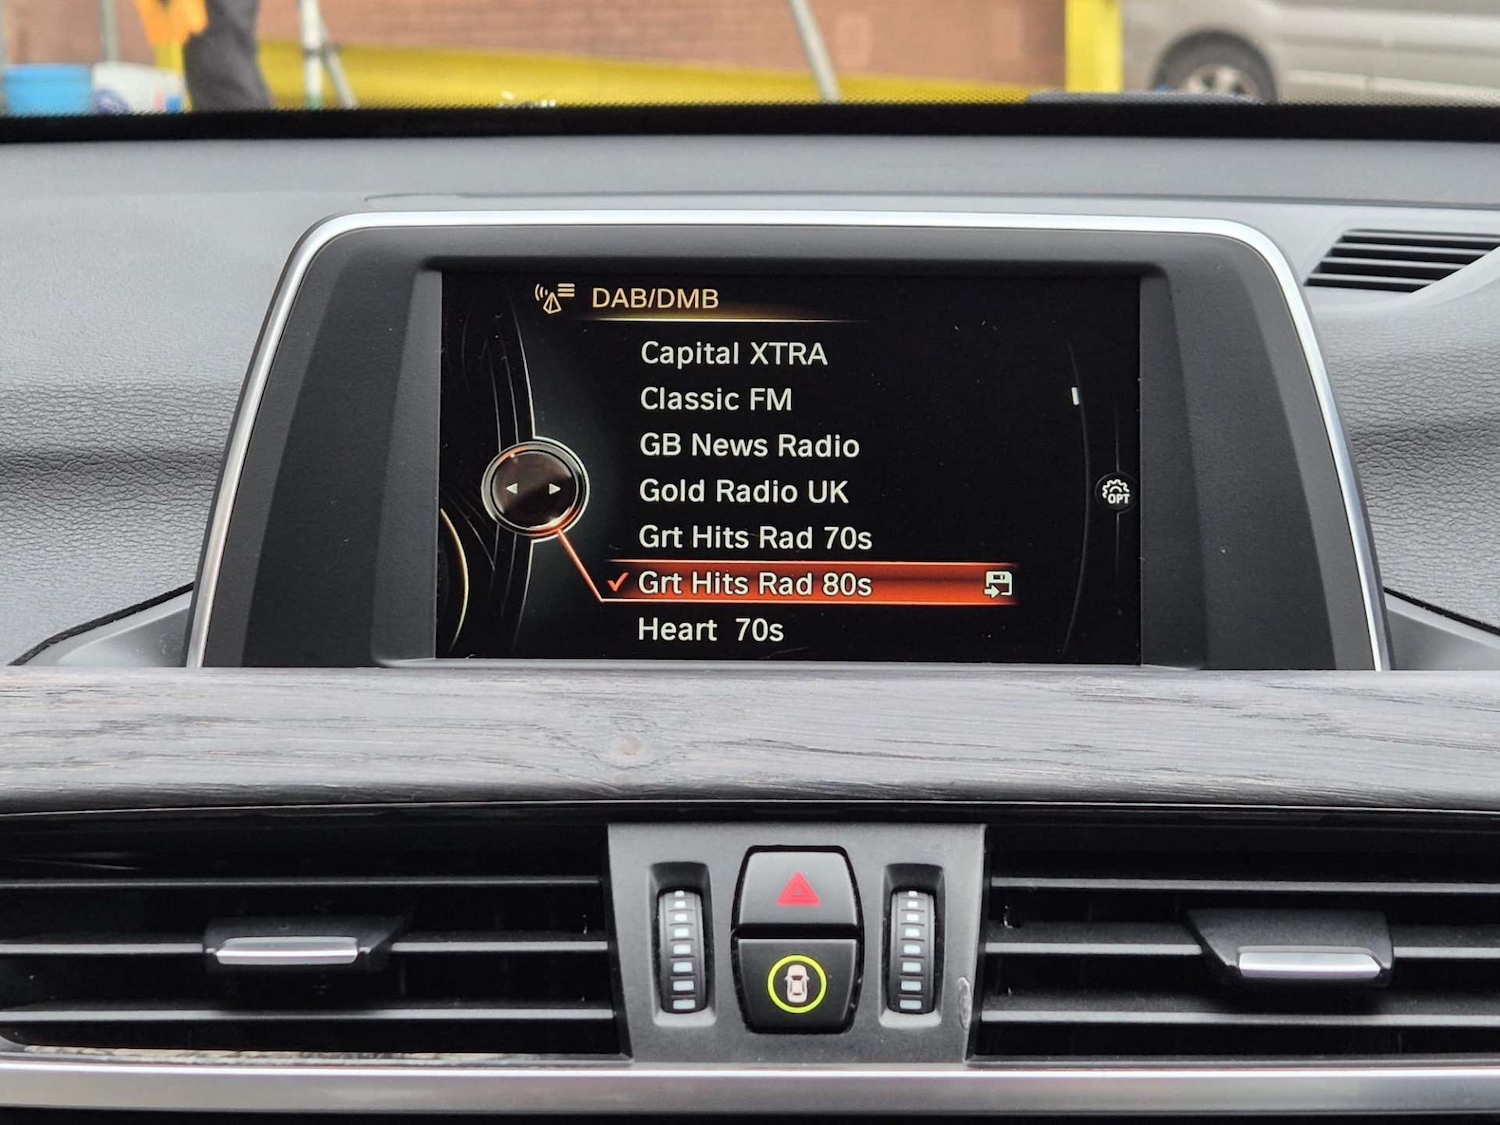 DAB/DMB
Capital XTRA
Classic FM
GB News Radio
Gold Radio UK
Grt Hits Rad 70s
Grt Hits Rad 80s
OPT
Heart 70s